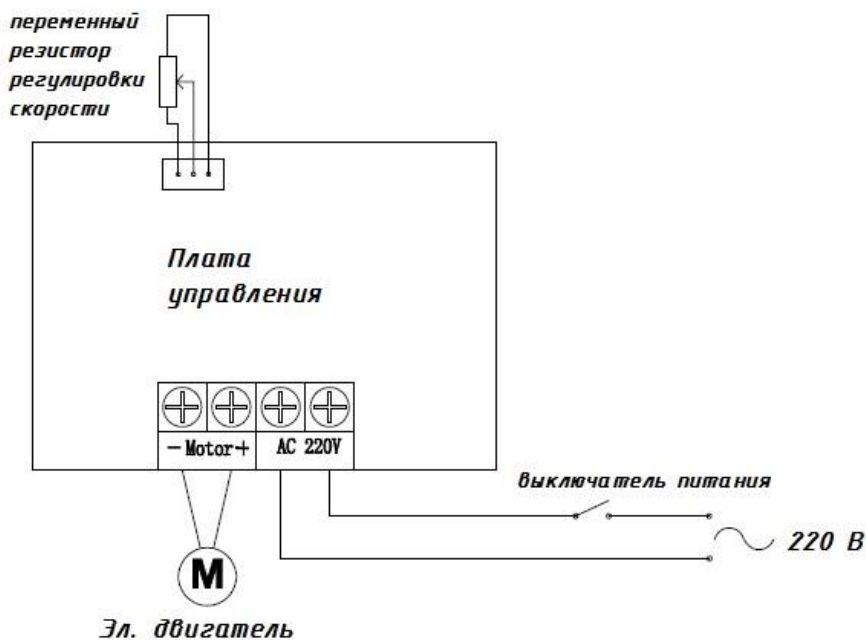 переменный
резистор
регулировки
скорости
Плата
управления
– Motor + AC 220V
выключатель питания
220 В
M
Эл. двигатель